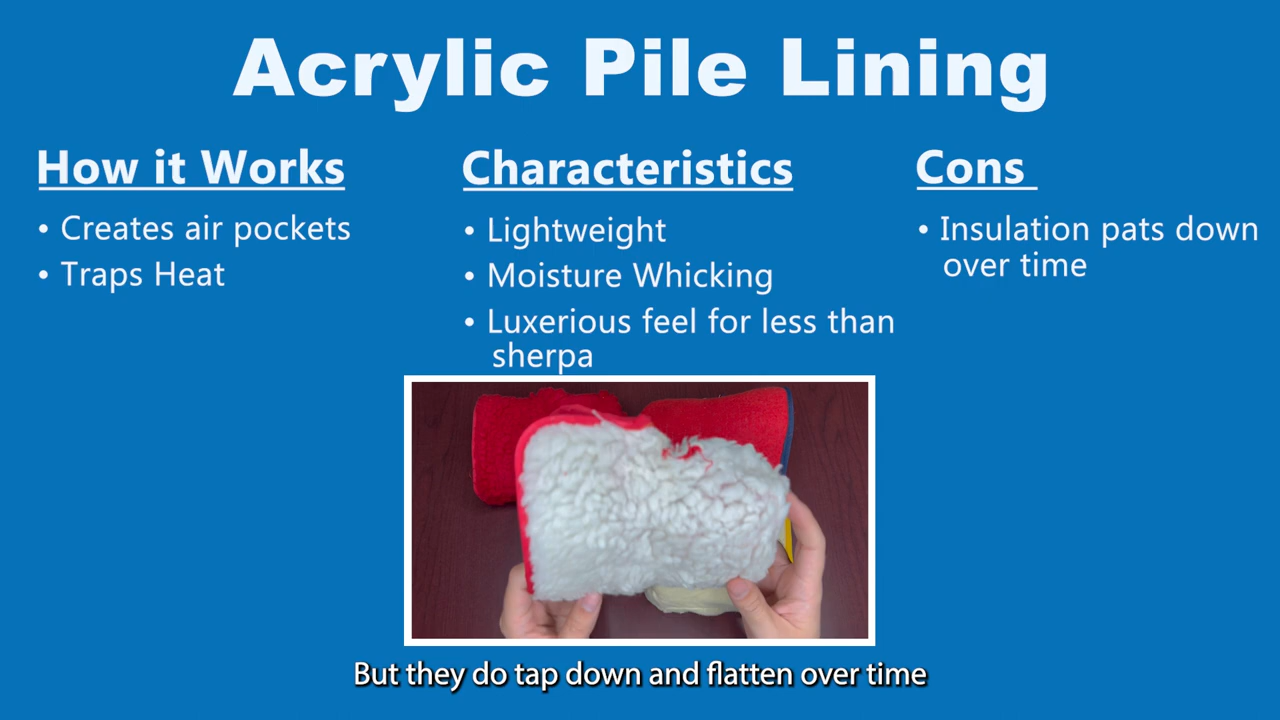 Acrylic Pile Lining
How it Works
• Creates air pockets
• Traps Heat
Characteristics
• Lightweight
• Moisture Whicking
• Luxerious feel for less than
sherpa
Cons
• Insulation pats down
over time
But they do tap down and flatten over time